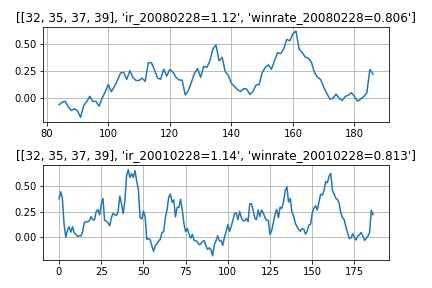 [[32, 35, 37, 39], 'ir_20080228=1.12', 'winrate_20080228=0.806']
0.50
0.25
0.00
80 100 120 140 160 180
[[32, 35, 37, 39], 'ir_20010228=1.14', 'winrate_20010228=0.813']
0.50
0.25
0.00
0 25 50 75 100 125 150 175